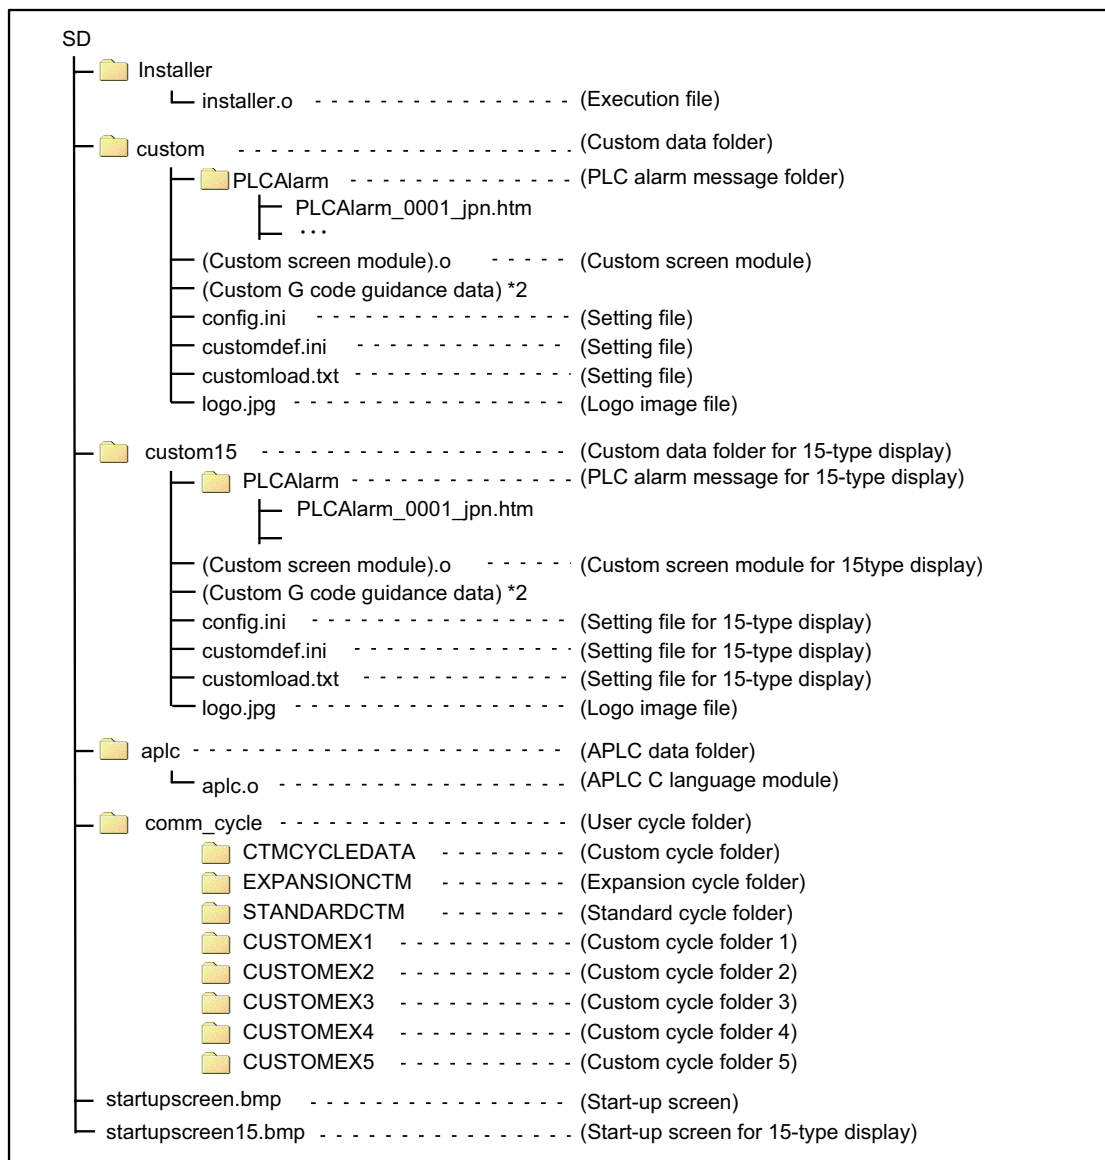 SD
Installer
installer.o (Execution file)
custom (Custom data folder)
PLCAlarm (PLC alarm message folder)
PLCAlarm_0001_jpn.htm
...
(Custom screen module).o (Custom screen module)
(Custom G code guidance data) *2
config.ini (Setting file)
customdef.ini (Setting file)
customload.txt (Setting file)
logo.jpg (Logo image file)
custom15 (Custom data folder for 15-type display)
PLCAlarm (PLC alarm message for 15-type display)
PLCAlarm_0001_jpn.htm
(Custom screen module).o (Custom screen module for 15type display)
(Custom G code guidance data) *2
config.ini (Setting file for 15-type display)
customdef.ini (Setting file for 15-type display)
customload.txt (Setting file for 15-type display)
logo.jpg (Logo image file)
aplc (APLC data folder)
aplc.o (APLC C language module)
comm_cycle (User cycle folder)
CTMCYCLEDATA (Custom cycle folder)
EXPANSIONCTM (Expansion cycle folder)
STANDARDCTM (Standard cycle folder)
CUSTOMEX1 (Custom cycle folder 1)
CUSTOMEX2 (Custom cycle folder 2)
CUSTOMEX3 (Custom cycle folder 3)
CUSTOMEX4 (Custom cycle folder 4)
CUSTOMEX5 (Custom cycle folder 5)
startupscreen.bmp (Start-up screen)
startupscreen15.bmp (Start-up screen for 15-type display)